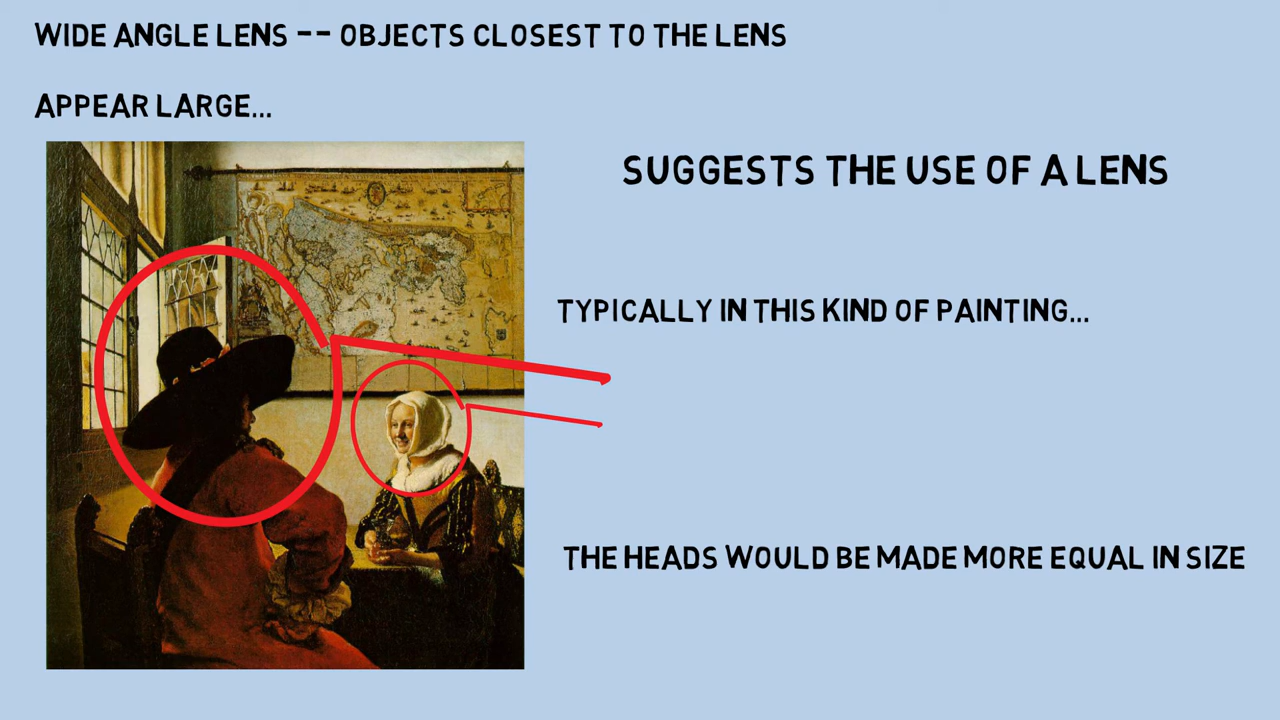 WIDE ANGLE LENS -- OBJECTS CLOSEST TO THE LENS
APPEAR LARGE...
SUGGESTS THE USE OF A LENS
TYPICALLY IN THIS KIND OF PAINTING...
THE HEADS WOULD BE MADE MORE EQUAL IN SIZE